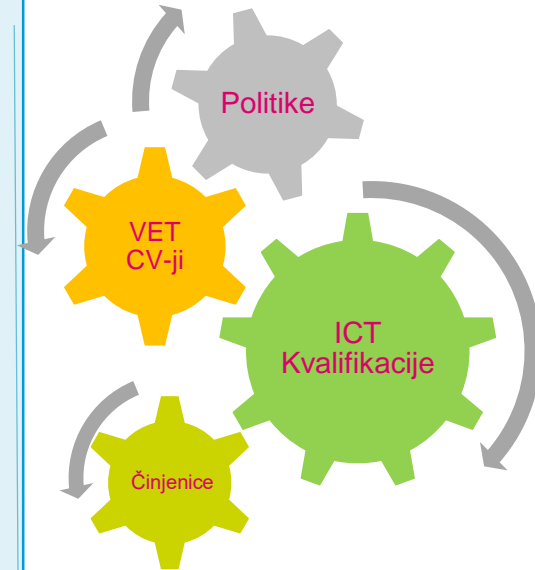 Politike
VET
CV-ji
ICT
Kvalifikacije
Činjenice